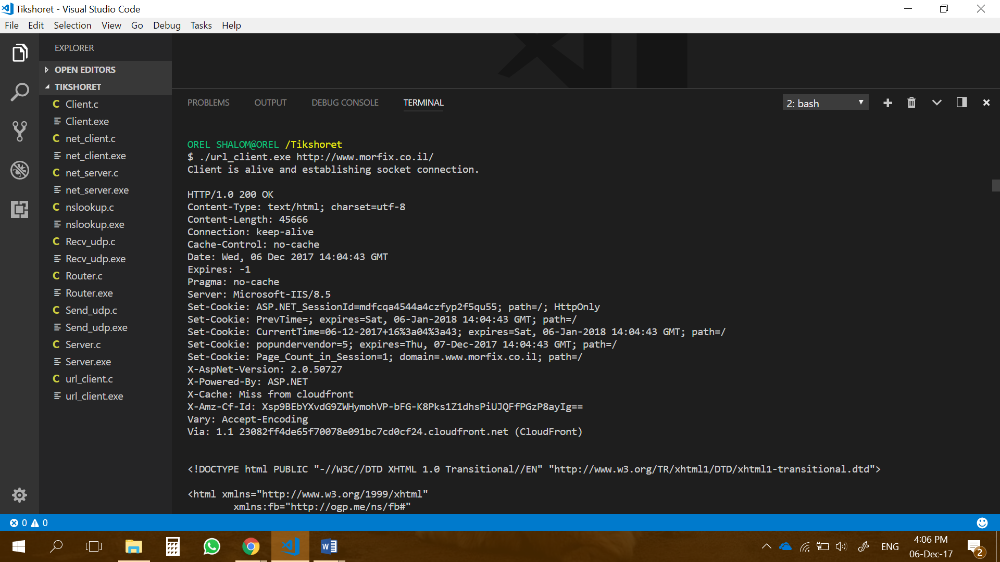 Tikshoret - Visual Studio Code
File Edit Selection View Go Debug Tasks Help
EXPLORER
OPEN EDITORS
TIKSHORET
C Client.c
Client.exe
C net_client.c
net_client.exe
C net_server.c
net_server.exe
C nslookup.c
nslookup.exe
C Recv_udp.c
Recv_udp.exe
C Router.c
Router.exe
C Send_udp.c
Send_udp.exe
C Server.c
Server.exe
C url_client.c
url_client.exe
PROBLEMS OUTPUT DEBUG CONSOLE TERMINAL
2: bash
OREL SHALOM@OREL /Tikshoret
$ ./url_client.exe http://www.morfix.co.il/
Client is alive and establishing socket connection.
HTTP/1.0 200 OK
Content-Type: text/html; charset=utf-8
Content-Length: 45666
Connection: keep-alive
Cache-Control: no-cache
Date: Wed, 06 Dec 2017 14:04:43 GMT
Expires: -1
Pragma: no-cache
Server: Microsoft-IIS/8.5
Set-Cookie: ASP.NET_SessionId=mdfcqa4544a4czfyp2f5qu55; path=/; HttpOnly
Set-Cookie: PrevTime=; expires=Sat, 06-Jan-2018 14:04:43 GMT; path=/
Set-Cookie: CurrentTime=06-12-2017+16%3a04%3a43; expires=Sat, 06-Jan-2018 14:04:43 GMT; path=/
Set-Cookie: popundervendor=5; expires=Thu, 07-Dec-2017 14:04:43 GMT; path=/
Set-Cookie: Page_Count_in_Session=1; domain=.www.morfix.co.il; path=/
X-AspNet-Version: 2.0.50727
X-Powered-By: ASP.NET
X-Cache: Miss from cloudfront
X-Amz-Cf-Id: Xsp9BEbYXvdG9ZWHymohVP-bFG-K8Pks1Z1dhsPiUJQFfPGzP8ayIg==
Vary: Accept-Encoding
Via: 1.1 23082ff4de65f70078e091bc7cd0cf24.cloudfront.net (CloudFront)
<!DOCTYPE html PUBLIC "-//W3C//DTD XHTML 1.0 Transitional//EN" "http://www.w3.org/TR/xhtml1/DTD/xhtml1-transitional.dtd">
<html xmlns="http://www.w3.org/1999/xhtml"
xmlns:fb="http://ogp.me/ns/fb#"
0 0
ENG
4:06 PM
06-Dec-17
2